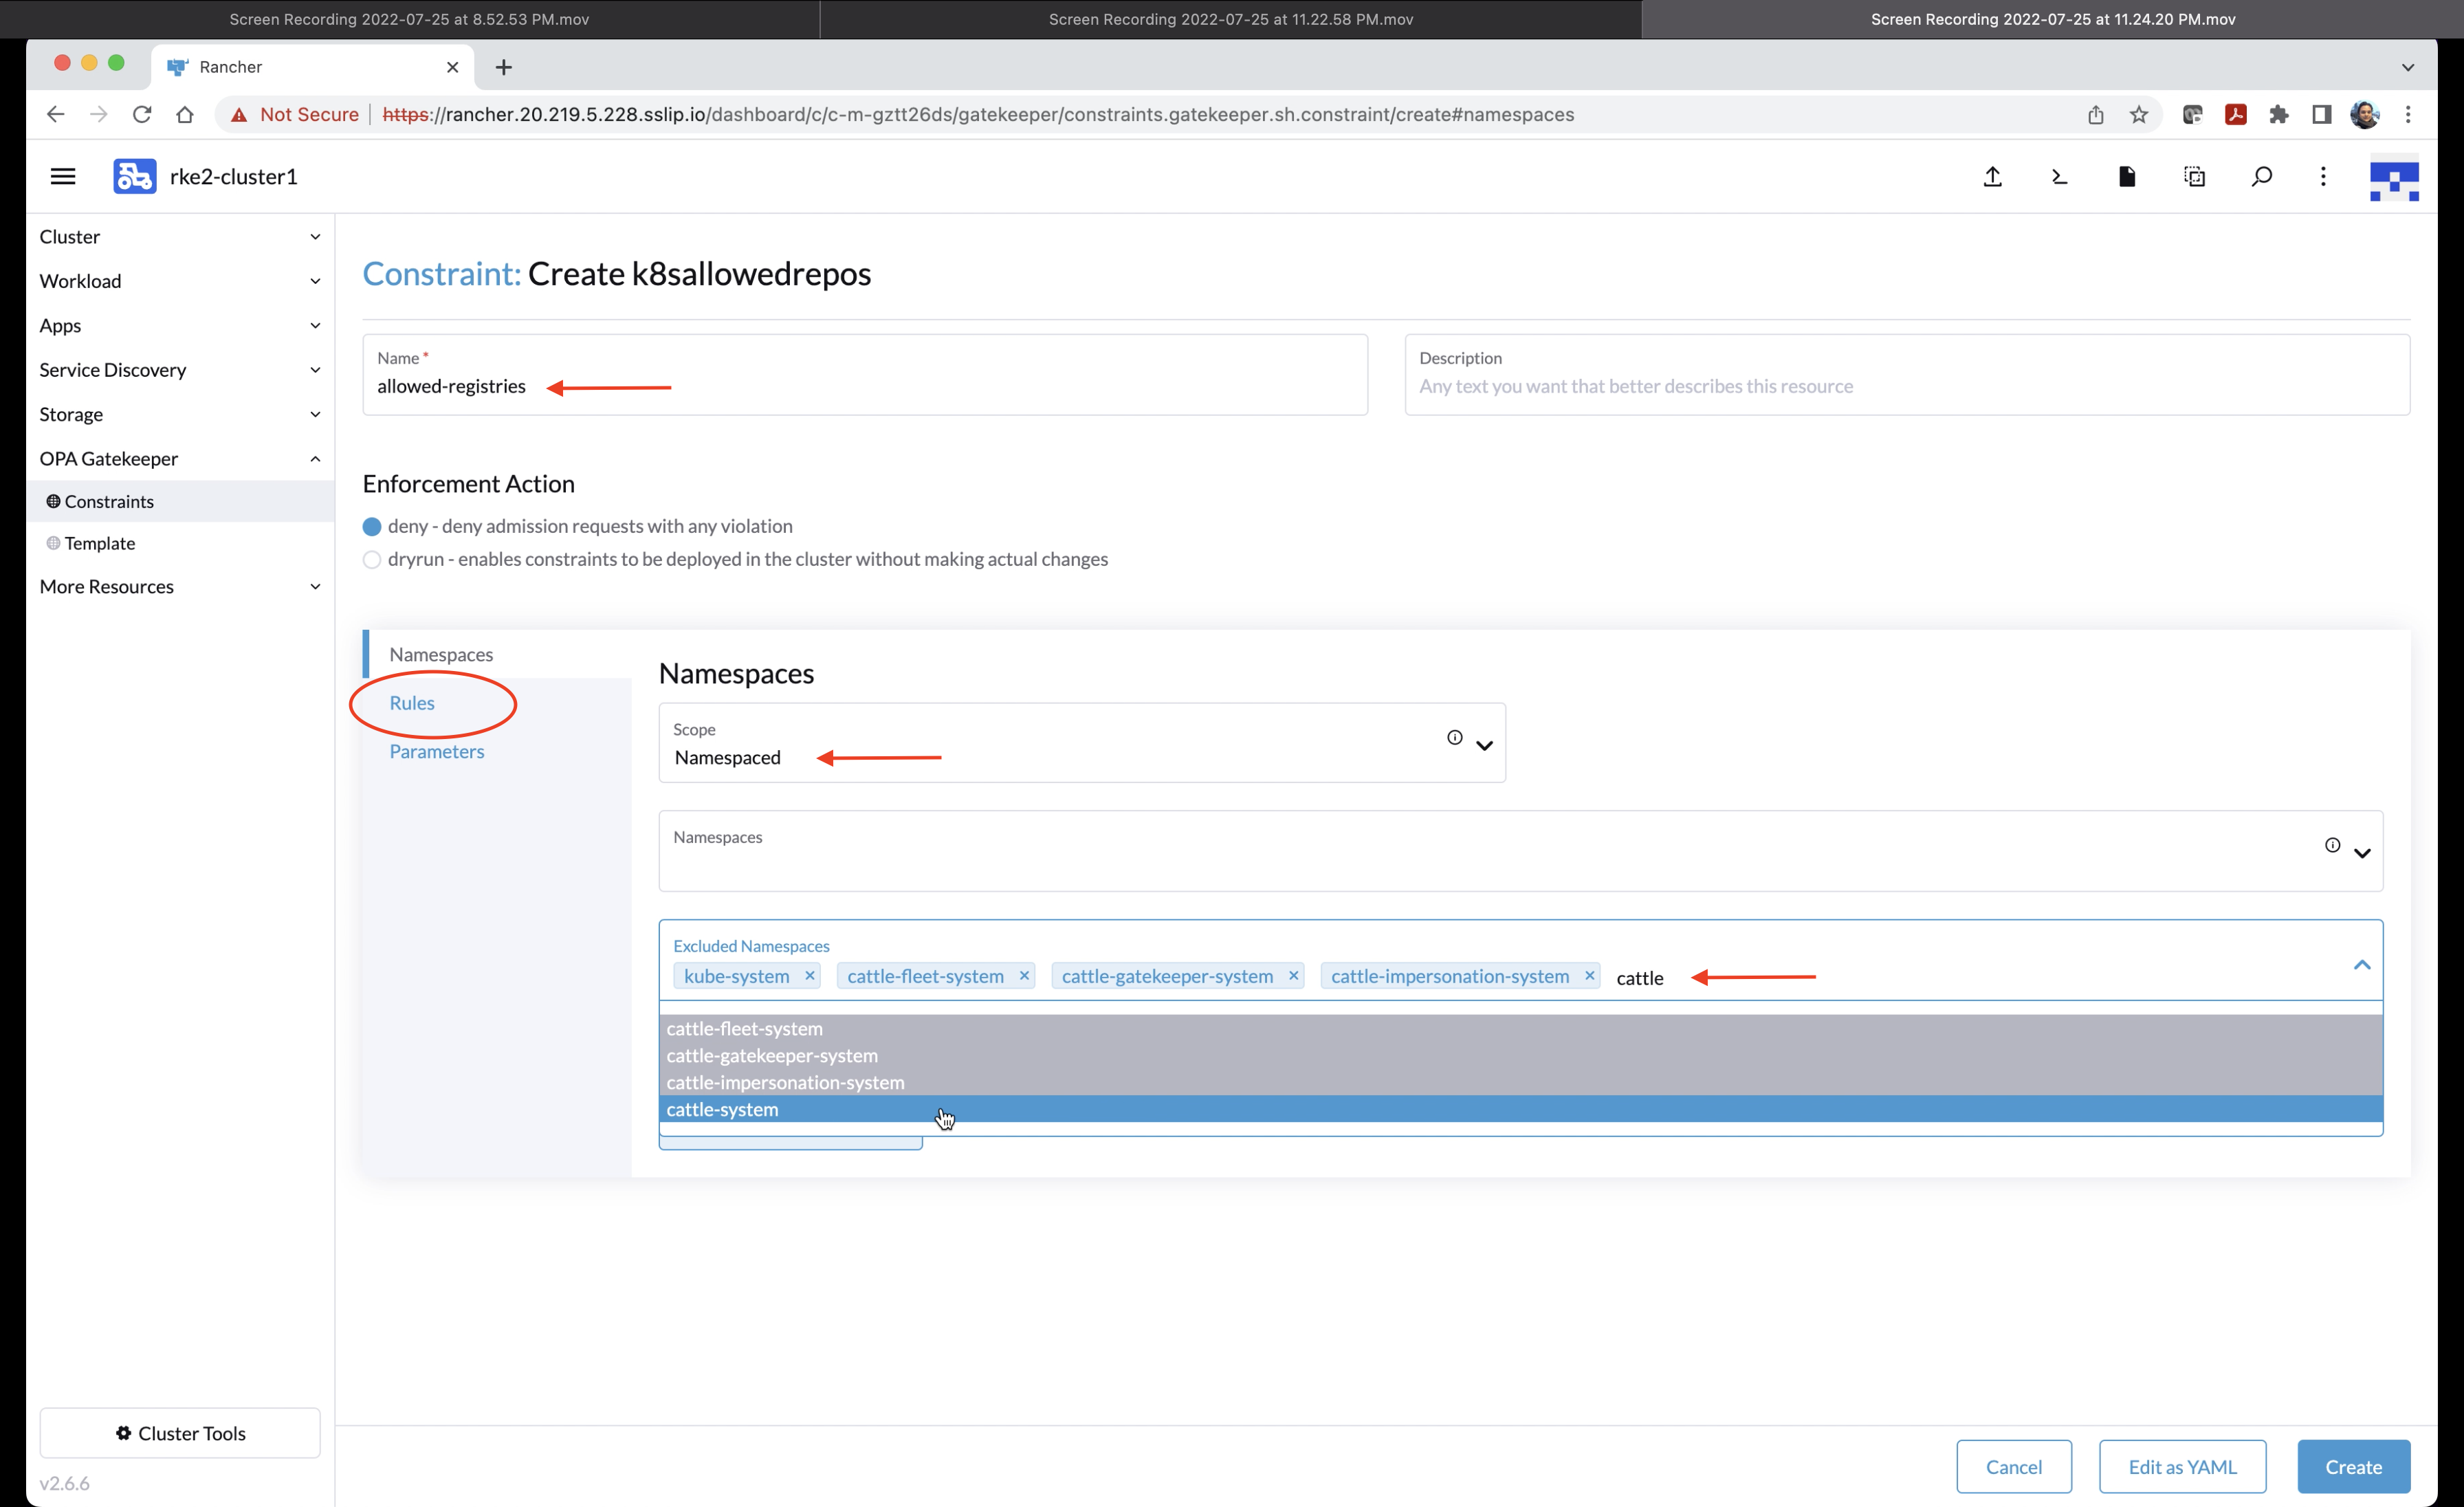 Screen Recording 2022-07-25 at 8.52.53 PM.mov
Screen Recording 2022-07-25 at 11.22.58 PM.mov
Screen Recording 2022-07-25 at 11.24.20 PM.mov
Rancher
Not Secure | https://rancher.20.219.5.228.sslip.io/dashboard/c/c-m-gztt26ds/gatekeeper/constraints.gatekeeper.sh.constraint/create#namespaces
rke2-cluster1
Cluster
Workload
Apps
Service Discovery
Storage
OPA Gatekeeper
Constraints
Template
More Resources
Cluster Tools
v2.6.6
Constraint: Create k8sallowedrepos
Name *
allowed-registries
Description
Any text you want that better describes this resource
Enforcement Action
deny - deny admission requests with any violation
dryrun - enables constraints to be deployed in the cluster without making actual changes
Namespaces
Rules
Parameters
Namespaces
Scope
Namespaced
Namespaces
Excluded Namespaces
kube-system × cattle-fleet-system × cattle-gatekeeper-system × cattle-impersonation-system × cattle
cattle-fleet-system
cattle-gatekeeper-system
cattle-impersonation-system
cattle-system
Cancel
Edit as YAML
Create